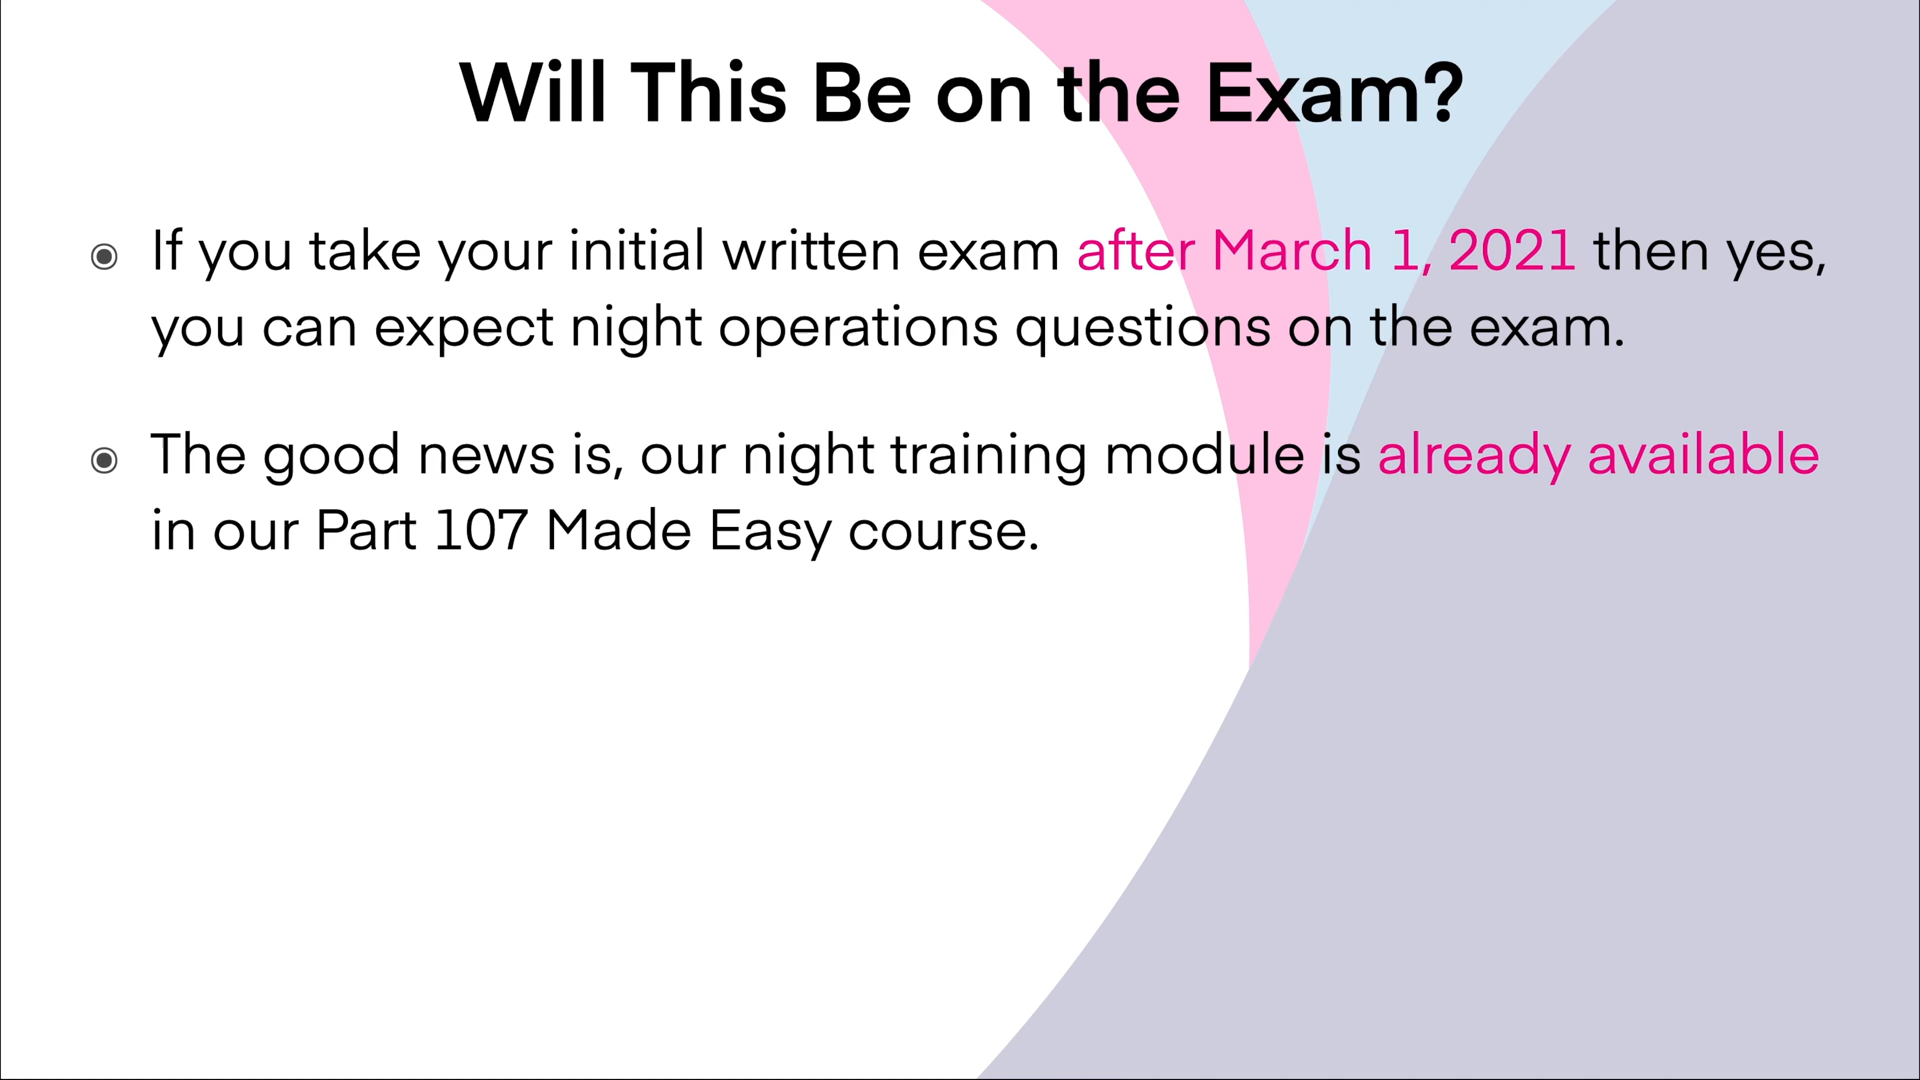 Will This Be on the Exam?
If you take your initial written exam after March 1, 2021 then yes,
you can expect night operations questions on the exam.
The good news is, our night training module is already available
in our Part 107 Made Easy course.